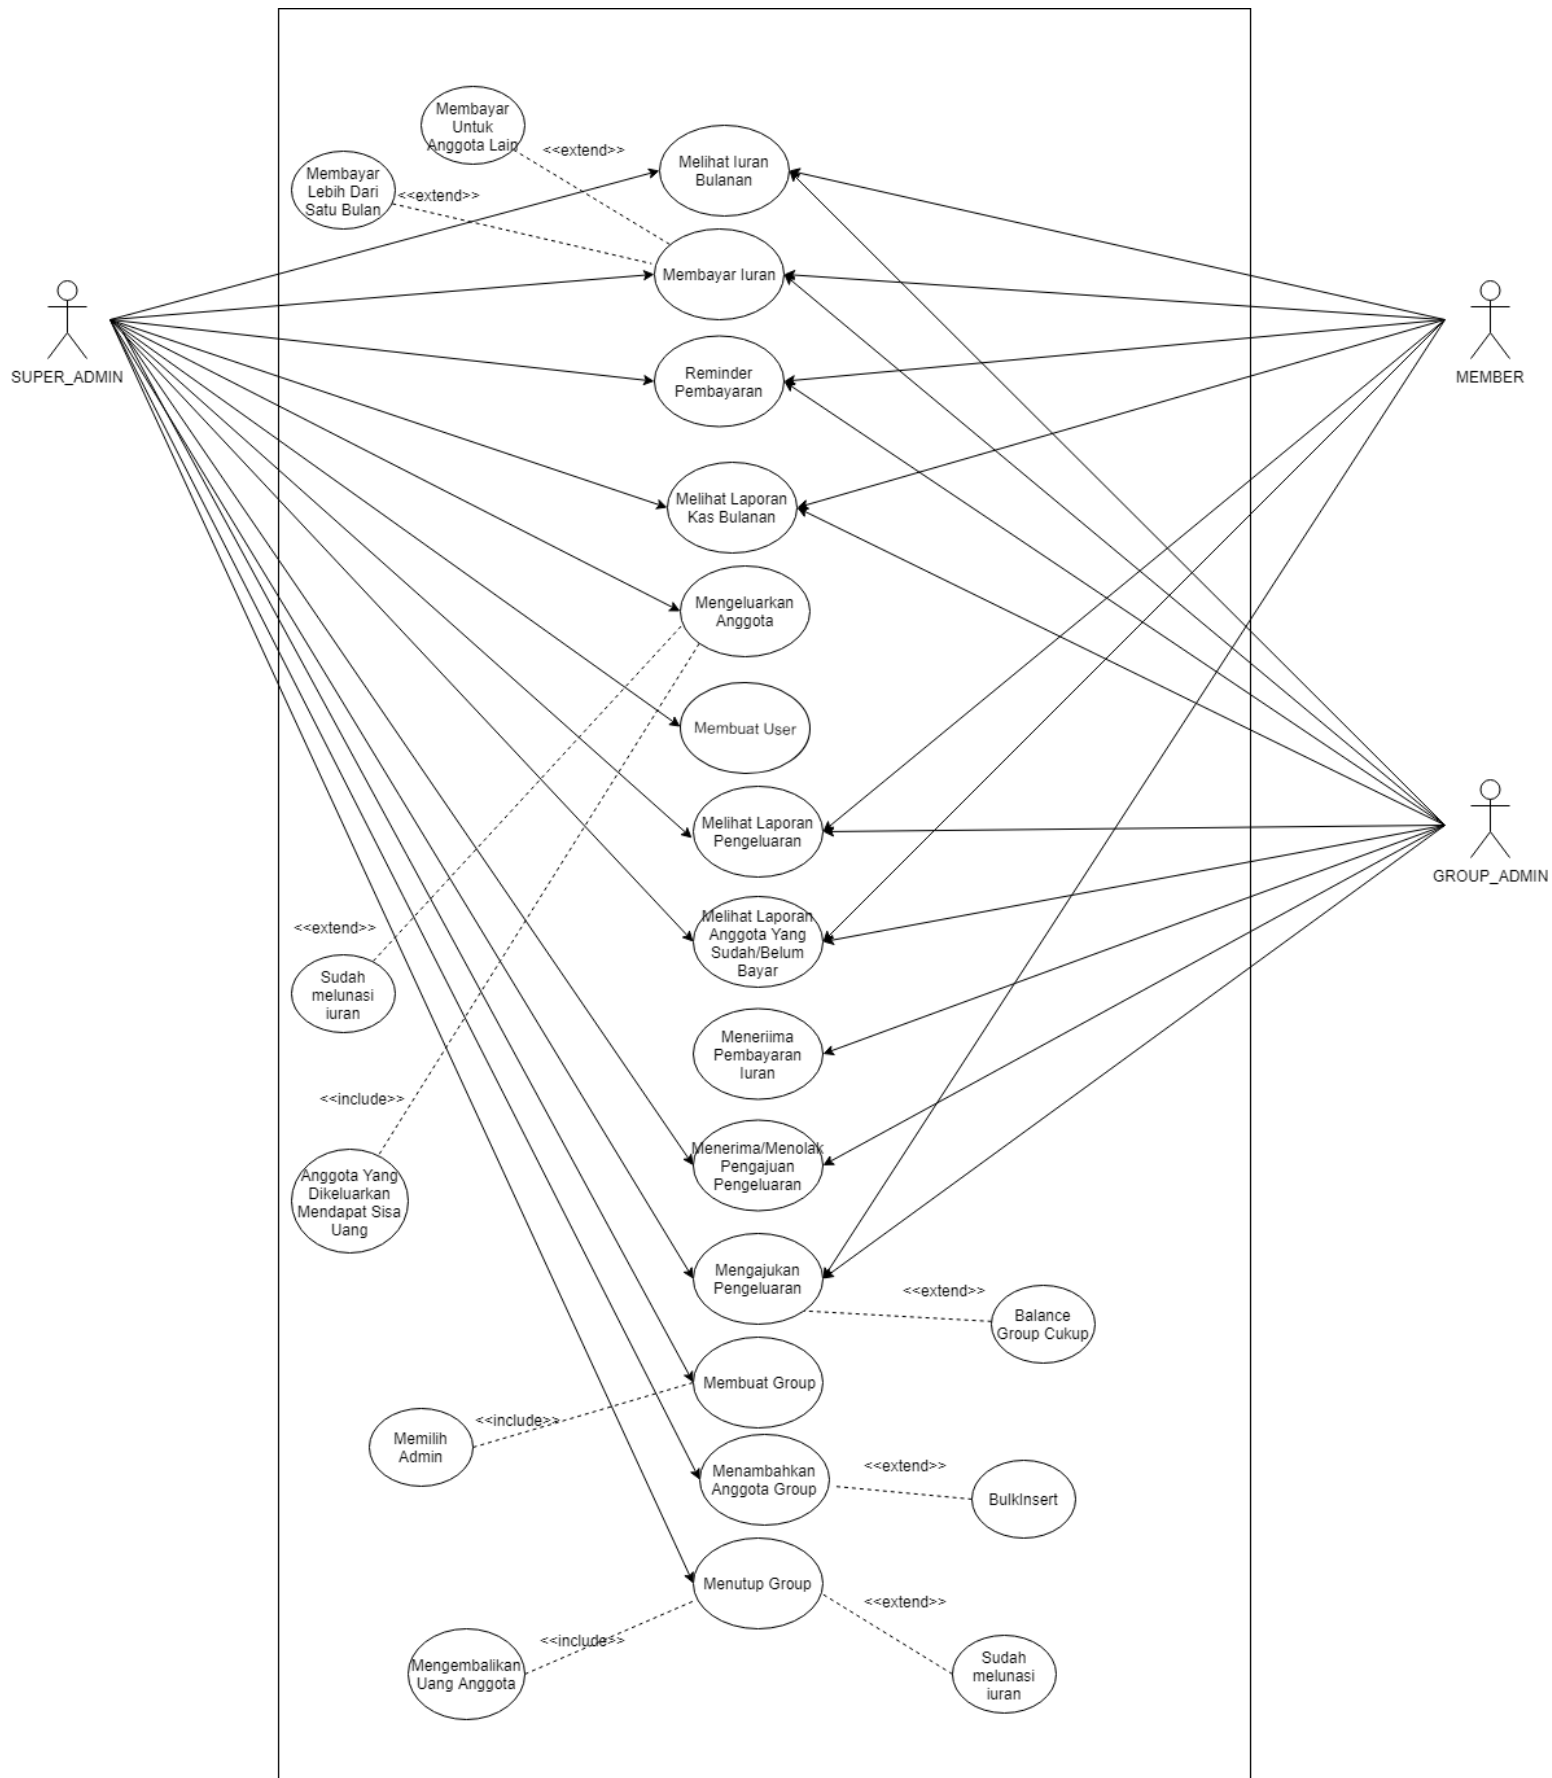 Membayar
Untuk
Anggota Lain
<<extend>>
Membayar
Lebih Dari
Satu Bulan
<<extend>>
Melihat Iuran
Bulanan
Membayar Iuran
SUPER_ADMIN
MEMBER
Reminder
Pembayaran
Melihat Laporan
Kas Bulanan
Mengeluarkan
Anggota
Membuat User
Melihat Laporan
Pengeluaran
GROUP_ADMIN
Melihat Laporan
Anggota Yang
Sudah/Belum
Bayar
<<extend>>
Sudah
melunasi
iuran
Meneriima
Pembayaran
Iuran
<<include>>
Menerima/Menolak
Pengajuan
Pengeluaran
Anggota Yang
Dikeluarkan
Mendapat Sisa
Uang
Mengajukan
Pengeluaran
<<extend>>
Balance
Group Cukup
Membuat Group
<<include>>
Memilih
Admin
Menambahkan
Anggota Group
<<extend>>
BulkInsert
Menutup Group
<<extend>>
<<include>>
Mengembalikan
Uang Anggota
Sudah
melunasi
iuran